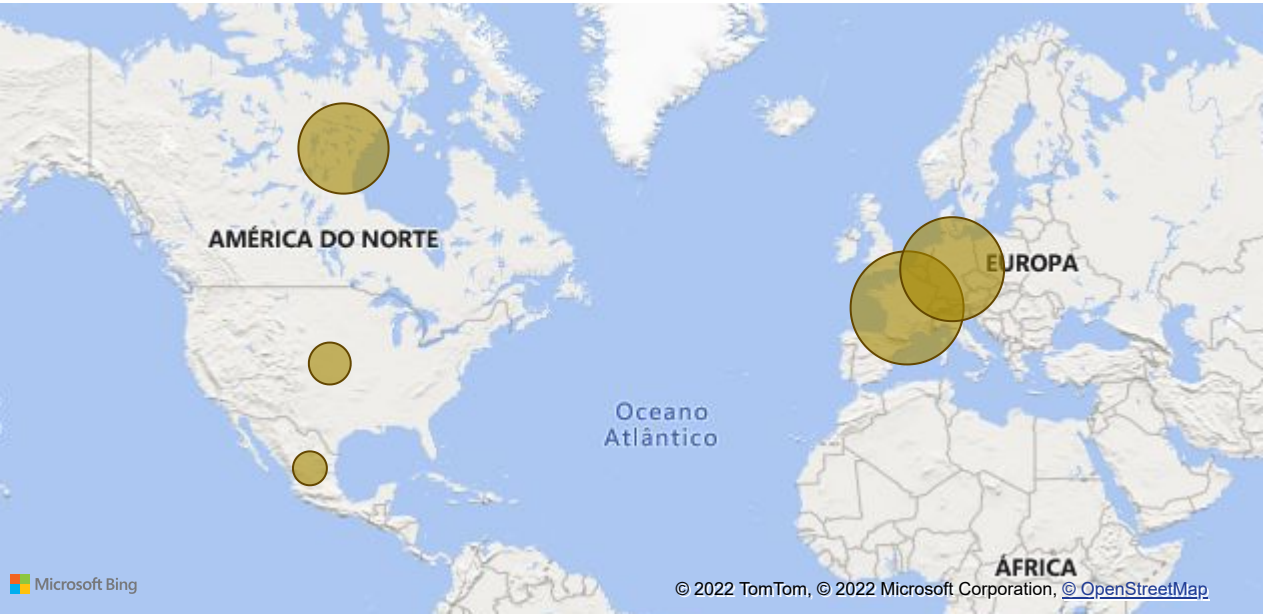 AMÉRICA DO NORTE
EUROPA
Oceano
Atlântico
ÁFRICA
Microsoft Bing
© 2022 TomTom, © 2022 Microsoft Corporation, © OpenStreetMap